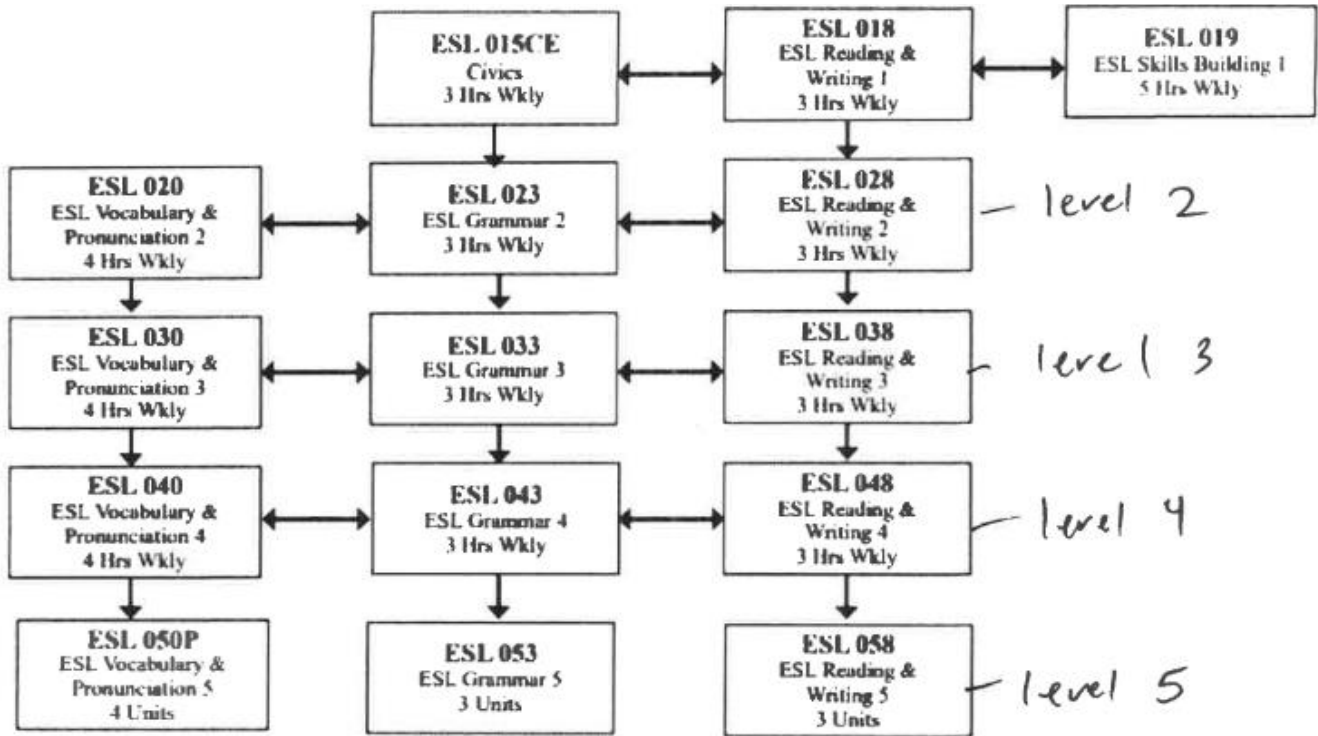 ESL 015CE
Civics
3 Hrs Wkly
ESL 018
ESL Reading &
Writing 1
3 Hrs Wkly
ESL 019
ESL Skills Building 1
5 Hrs Wkly
ESL 020
ESL Vocabulary &
Pronunciation 2
4 Hrs Wkly
ESL 023
ESL Grammar 2
3 Hrs Wkly
ESL 028
ESL Reading &
Writing 2
3 Hrs Wkly
level 2
ESL 030
ESL Vocabulary &
Pronunciation 3
4 Hrs Wkly
ESL 033
ESL Grammar 3
3 Hrs Wkly
ESL 038
ESL Reading &
Writing 3
3 Hrs Wkly
level 3
ESL 040
ESL Vocabulary &
Pronunciation 4
4 Hrs Wkly
ESL 043
ESL Grammar 4
3 Hrs Wkly
ESL 048
ESL Reading &
Writing 4
3 Hrs Wkly
level 4
ESL 050P
ESL Vocabulary &
Pronunciation 5
4 Units
ESL 053
ESL Grammar 5
3 Units
ESL 058
ESL Reading &
Writing 5
3 Units
level 5